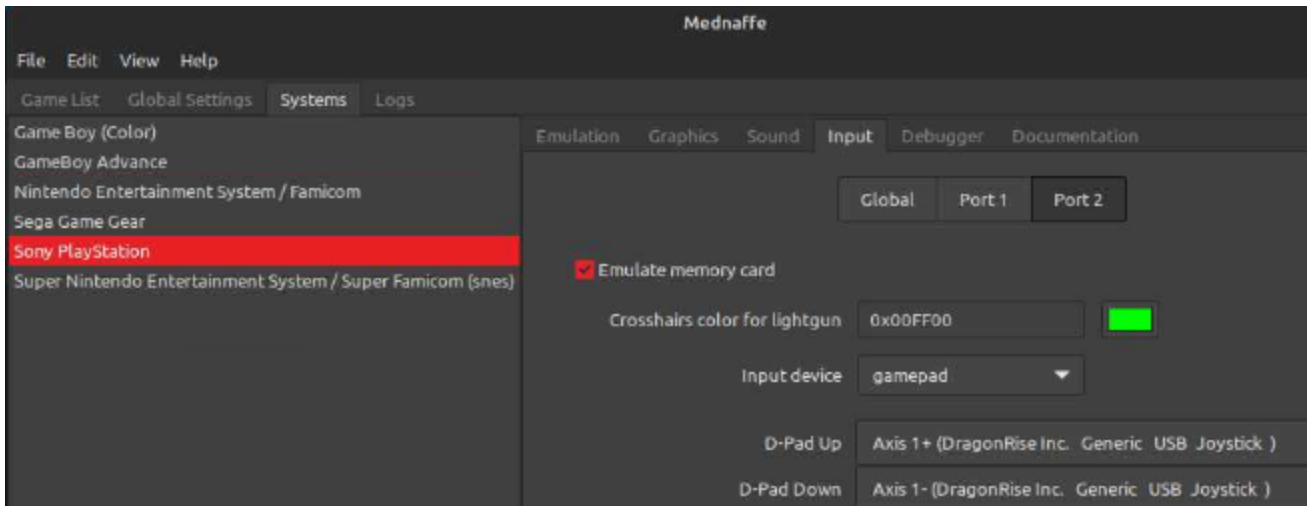 Mednaffe
File Edit View Help
Game List Global Settings Systems Logs
Game Boy (Color)
GameBoy Advance
Nintendo Entertainment System / Famicom
Sega Game Gear
Sony PlayStation
Super Nintendo Entertainment System / Super Famicom (snes)
Emulation Graphics Sound Input Debugger Documentation
Global Port 1 Port 2
Emulate memory card
Crosshairs color for lightgun 0x00FF00
Input device gamepad
D-Pad Up Axis 1+ (DragonRise Inc. Generic USB Joystick )
D-Pad Down Axis 1- (DragonRise Inc. Generic USB Joystick )